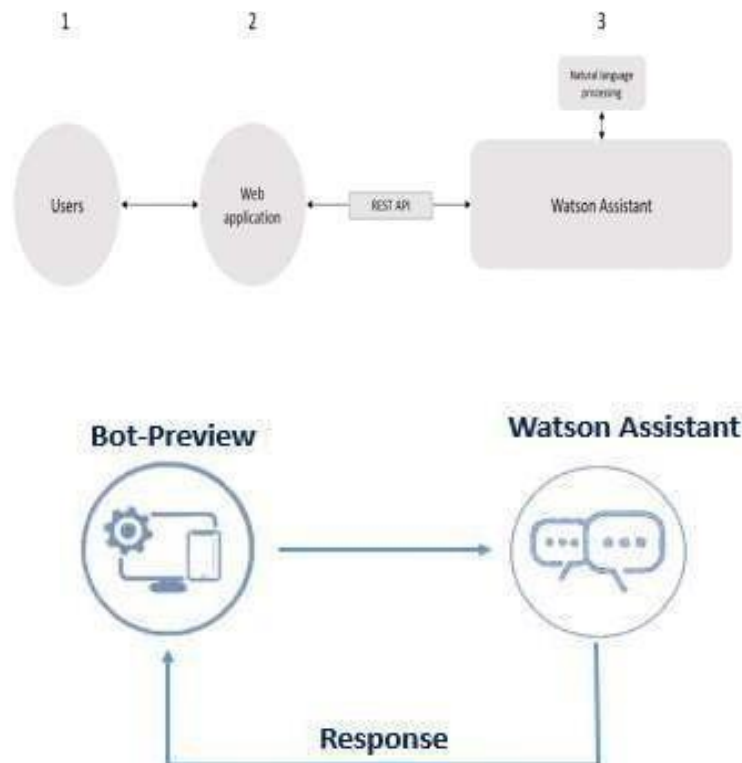 1
2
3
Natural language
processing
Users
Web
application
REST API
Watson Assistant
Bot-Preview
Watson Assistant
Response